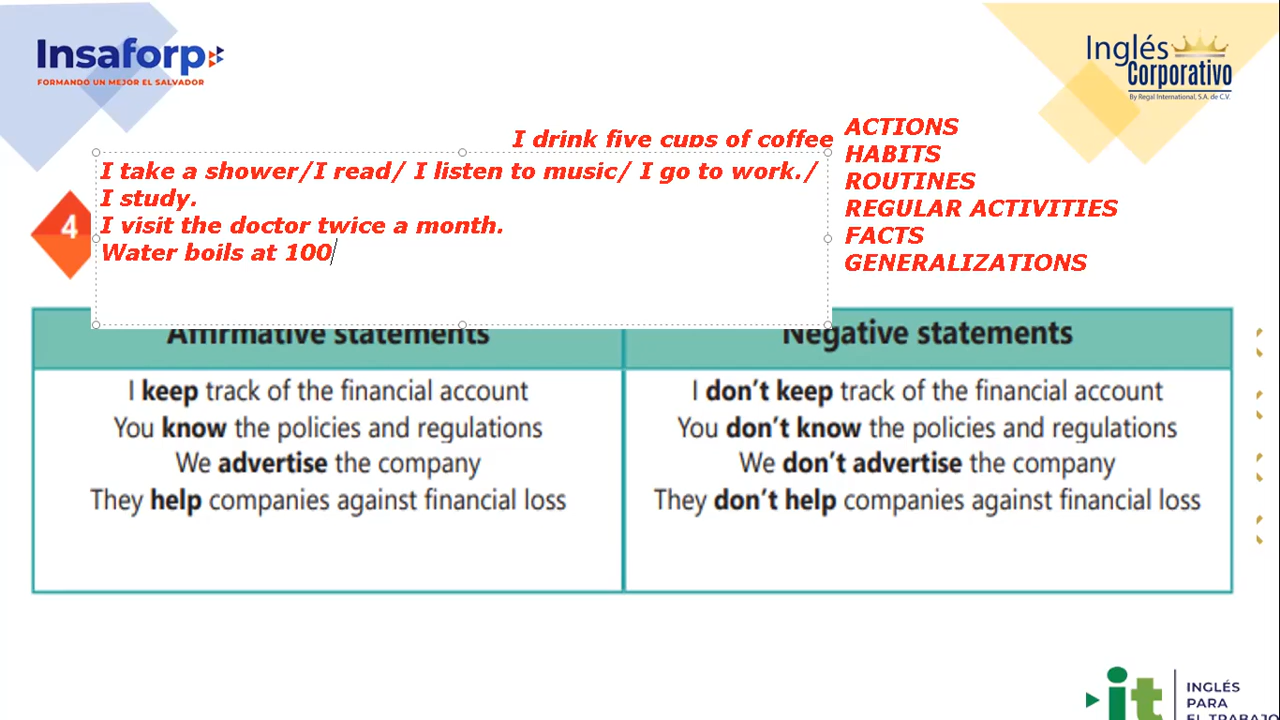 Insaforp
FORMANDO UN MEJOR EL SALVADOR
Inglés
Corporativo
By Regal International, S.A. de C.V.
I drink five cups of coffee
I take a shower/I read/ I listen to music/ I go to work./
I study.
I visit the doctor twice a month.
Water boils at 100
ACTIONS
HABITS
ROUTINES
REGULAR ACTIVITIES
FACTS
GENERALIZATIONS
4
Affirmative statements
Negative statements
I keep track of the financial account
You know the policies and regulations
We advertise the company
They help companies against financial loss
I don't keep track of the financial account
You don't know the policies and regulations
We don't advertise the company
They don't help companies against financial loss
it
INGLÉS
PARA
EL TRABAJO